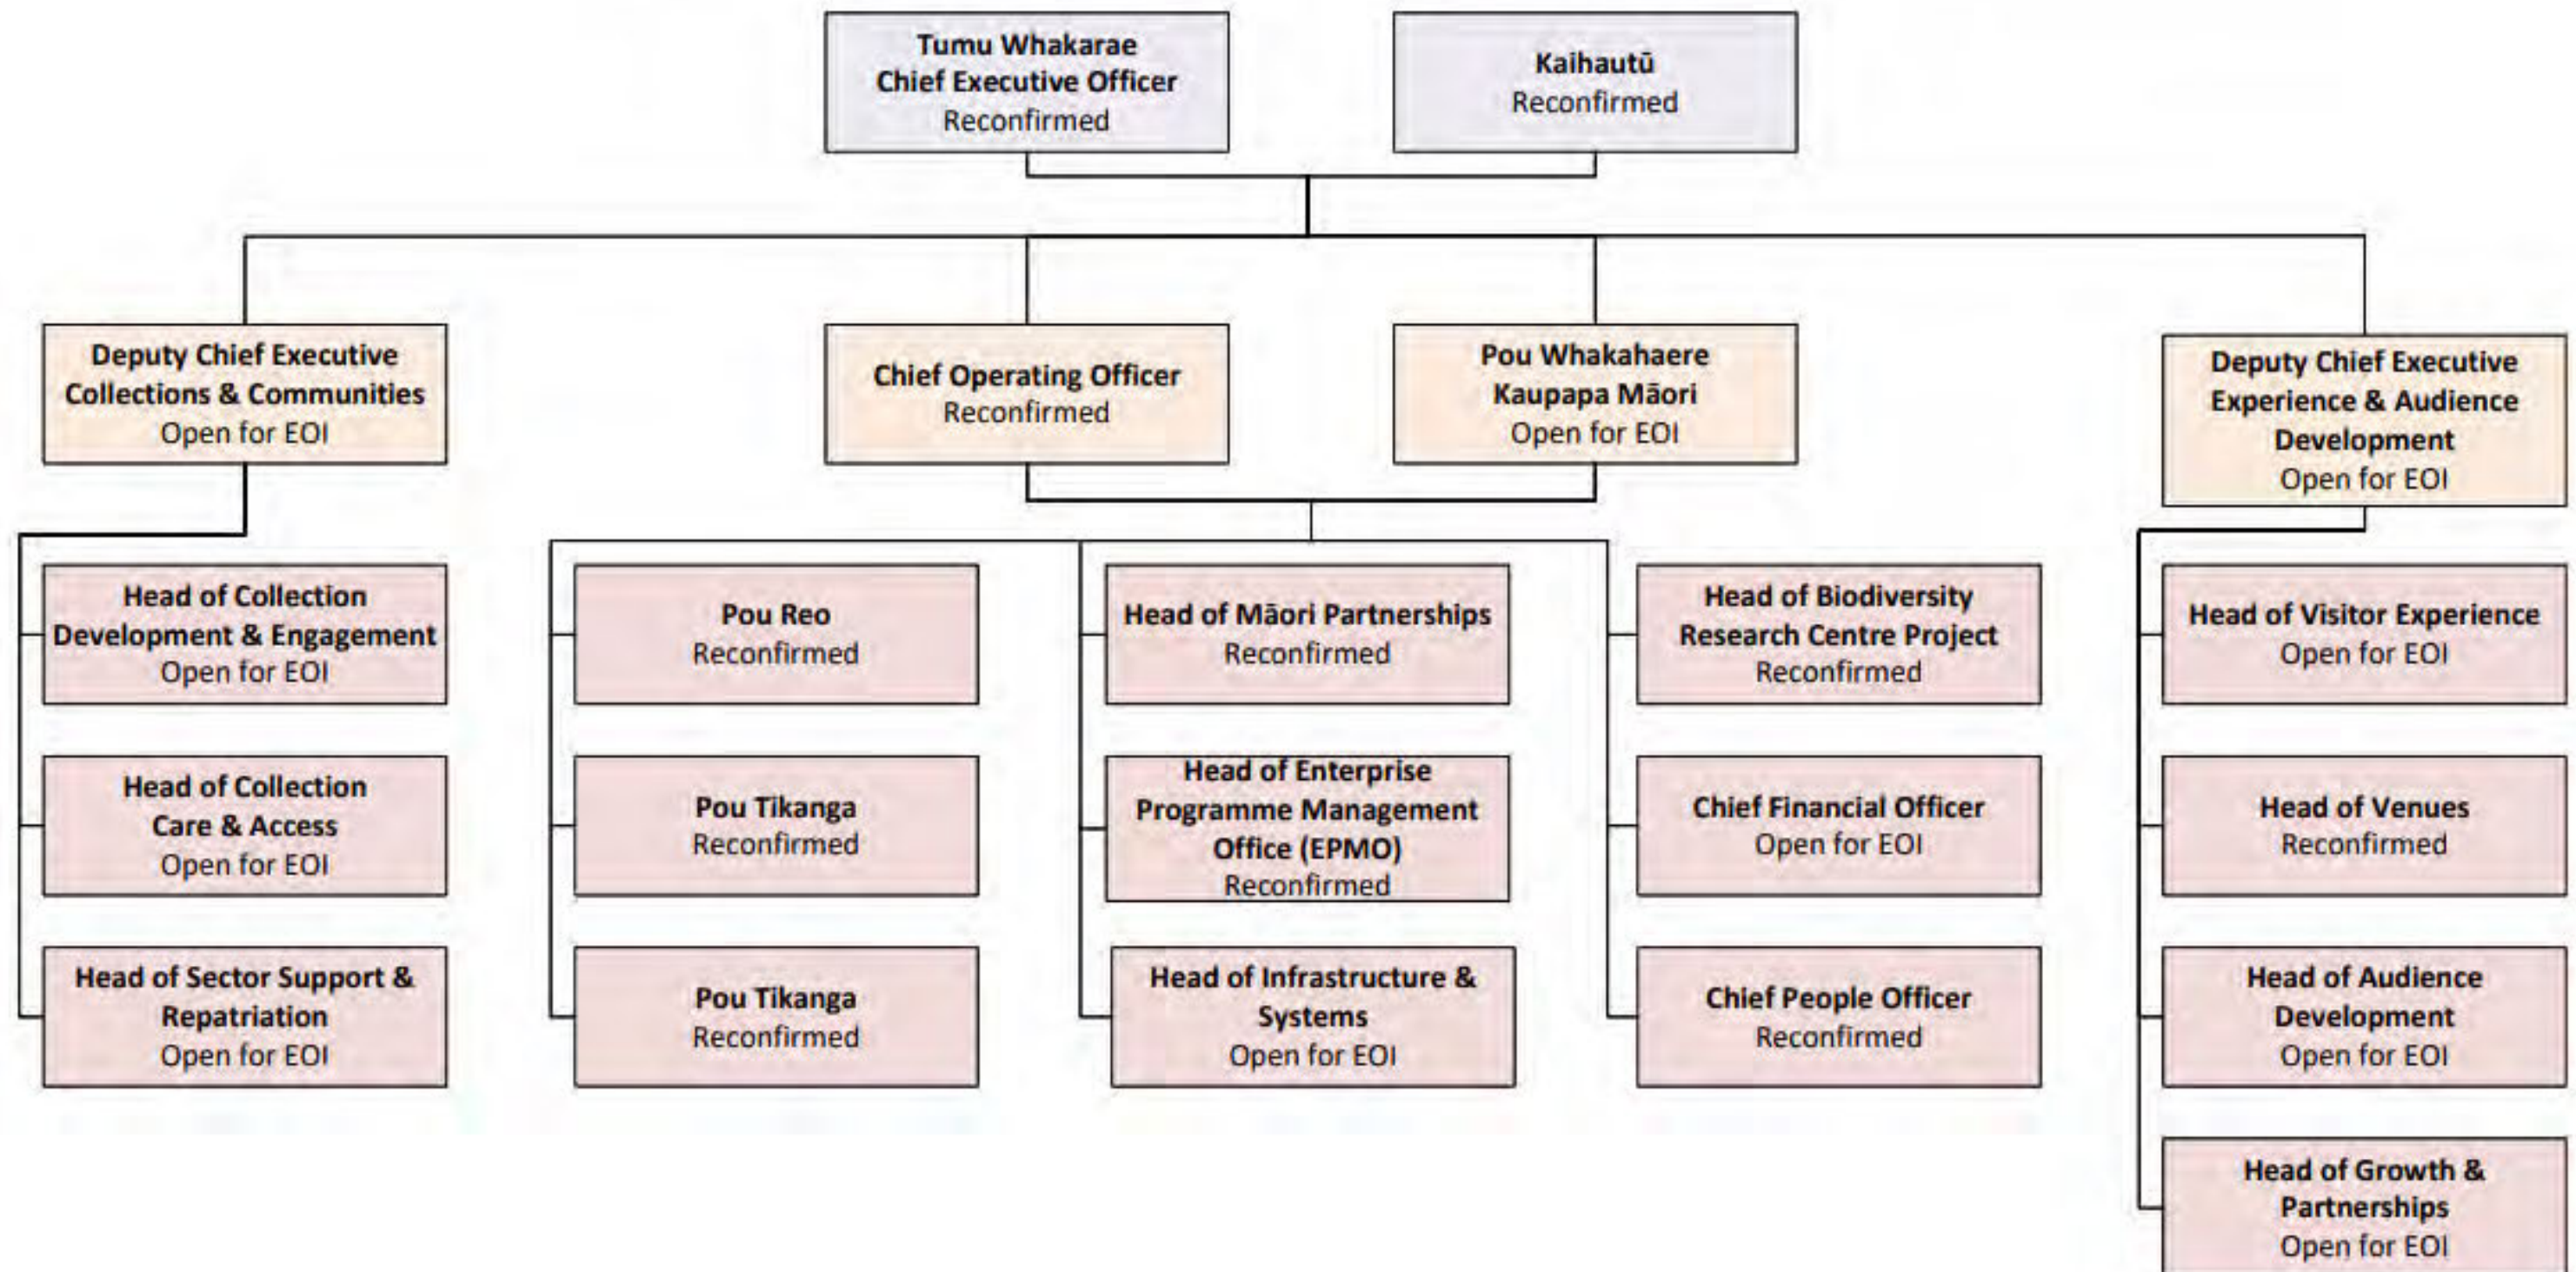 Tumu Whakarae
Chief Executive Officer
Reconfirmed
Kaihautū
Reconfirmed
Deputy Chief Executive
Collections & Communities
Open for EOI
Chief Operating Officer
Reconfirmed
Pou Whakahaere
Kaupapa Māori
Open for EOI
Deputy Chief Executive
Experience & Audience
Development
Open for EOI
Head of Collection
Development & Engagement
Open for EOI
Head of Collection
Care & Access
Open for EOI
Head of Sector Support &
Repatriation
Open for EOI
Pou Reo
Reconfirmed
Pou Tikanga
Reconfirmed
Pou Tikanga
Reconfirmed
Head of Māori Partnerships
Reconfirmed
Head of Enterprise
Programme Management
Office (EPMO)
Reconfirmed
Head of Infrastructure &
Systems
Open for EOI
Head of Biodiversity
Research Centre Project
Reconfirmed
Chief Financial Officer
Open for EOI
Chief People Officer
Reconfirmed
Head of Visitor Experience
Open for EOI
Head of Venues
Reconfirmed
Head of Audience
Development
Open for EOI
Head of Growth &
Partnerships
Open for EOI